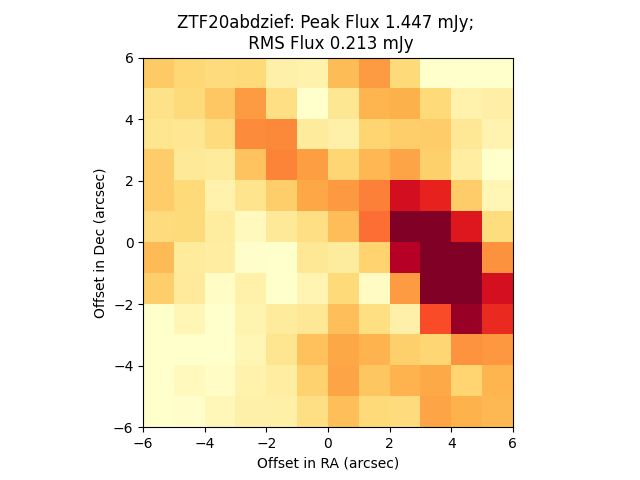 ZTF20abdzief: Peak Flux 1.447 mJy;
RMS Flux 0.213 mJy
6
4
2
0
−2
−4
−6
Offset in Dec (arcsec)
−6 −4 −2 0 2 4 6
Offset in RA (arcsec)